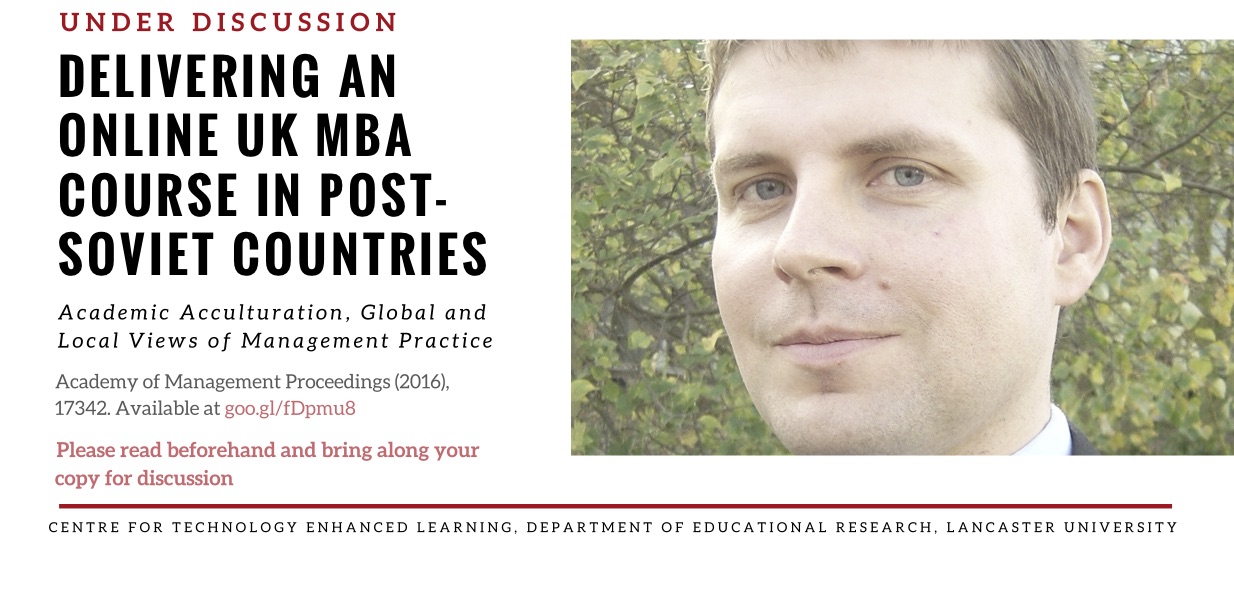 UNDER DISCUSSION
DELIVERING AN
ONLINE UK MBA
COURSE IN POST-
SOVIET COUNTRIES
Academic Acculturation, Global and
Local Views of Management Practice
Academy of Management Proceedings (2016),
17342. Available at goo.gl/fDpmu8
Please read beforehand and bring along your
copy for discussion
CENTRE FOR TECHNOLOGY ENHANCED LEARNING, DEPARTMENT OF EDUCATIONAL RESEARCH, LANCASTER UNIVERSITY